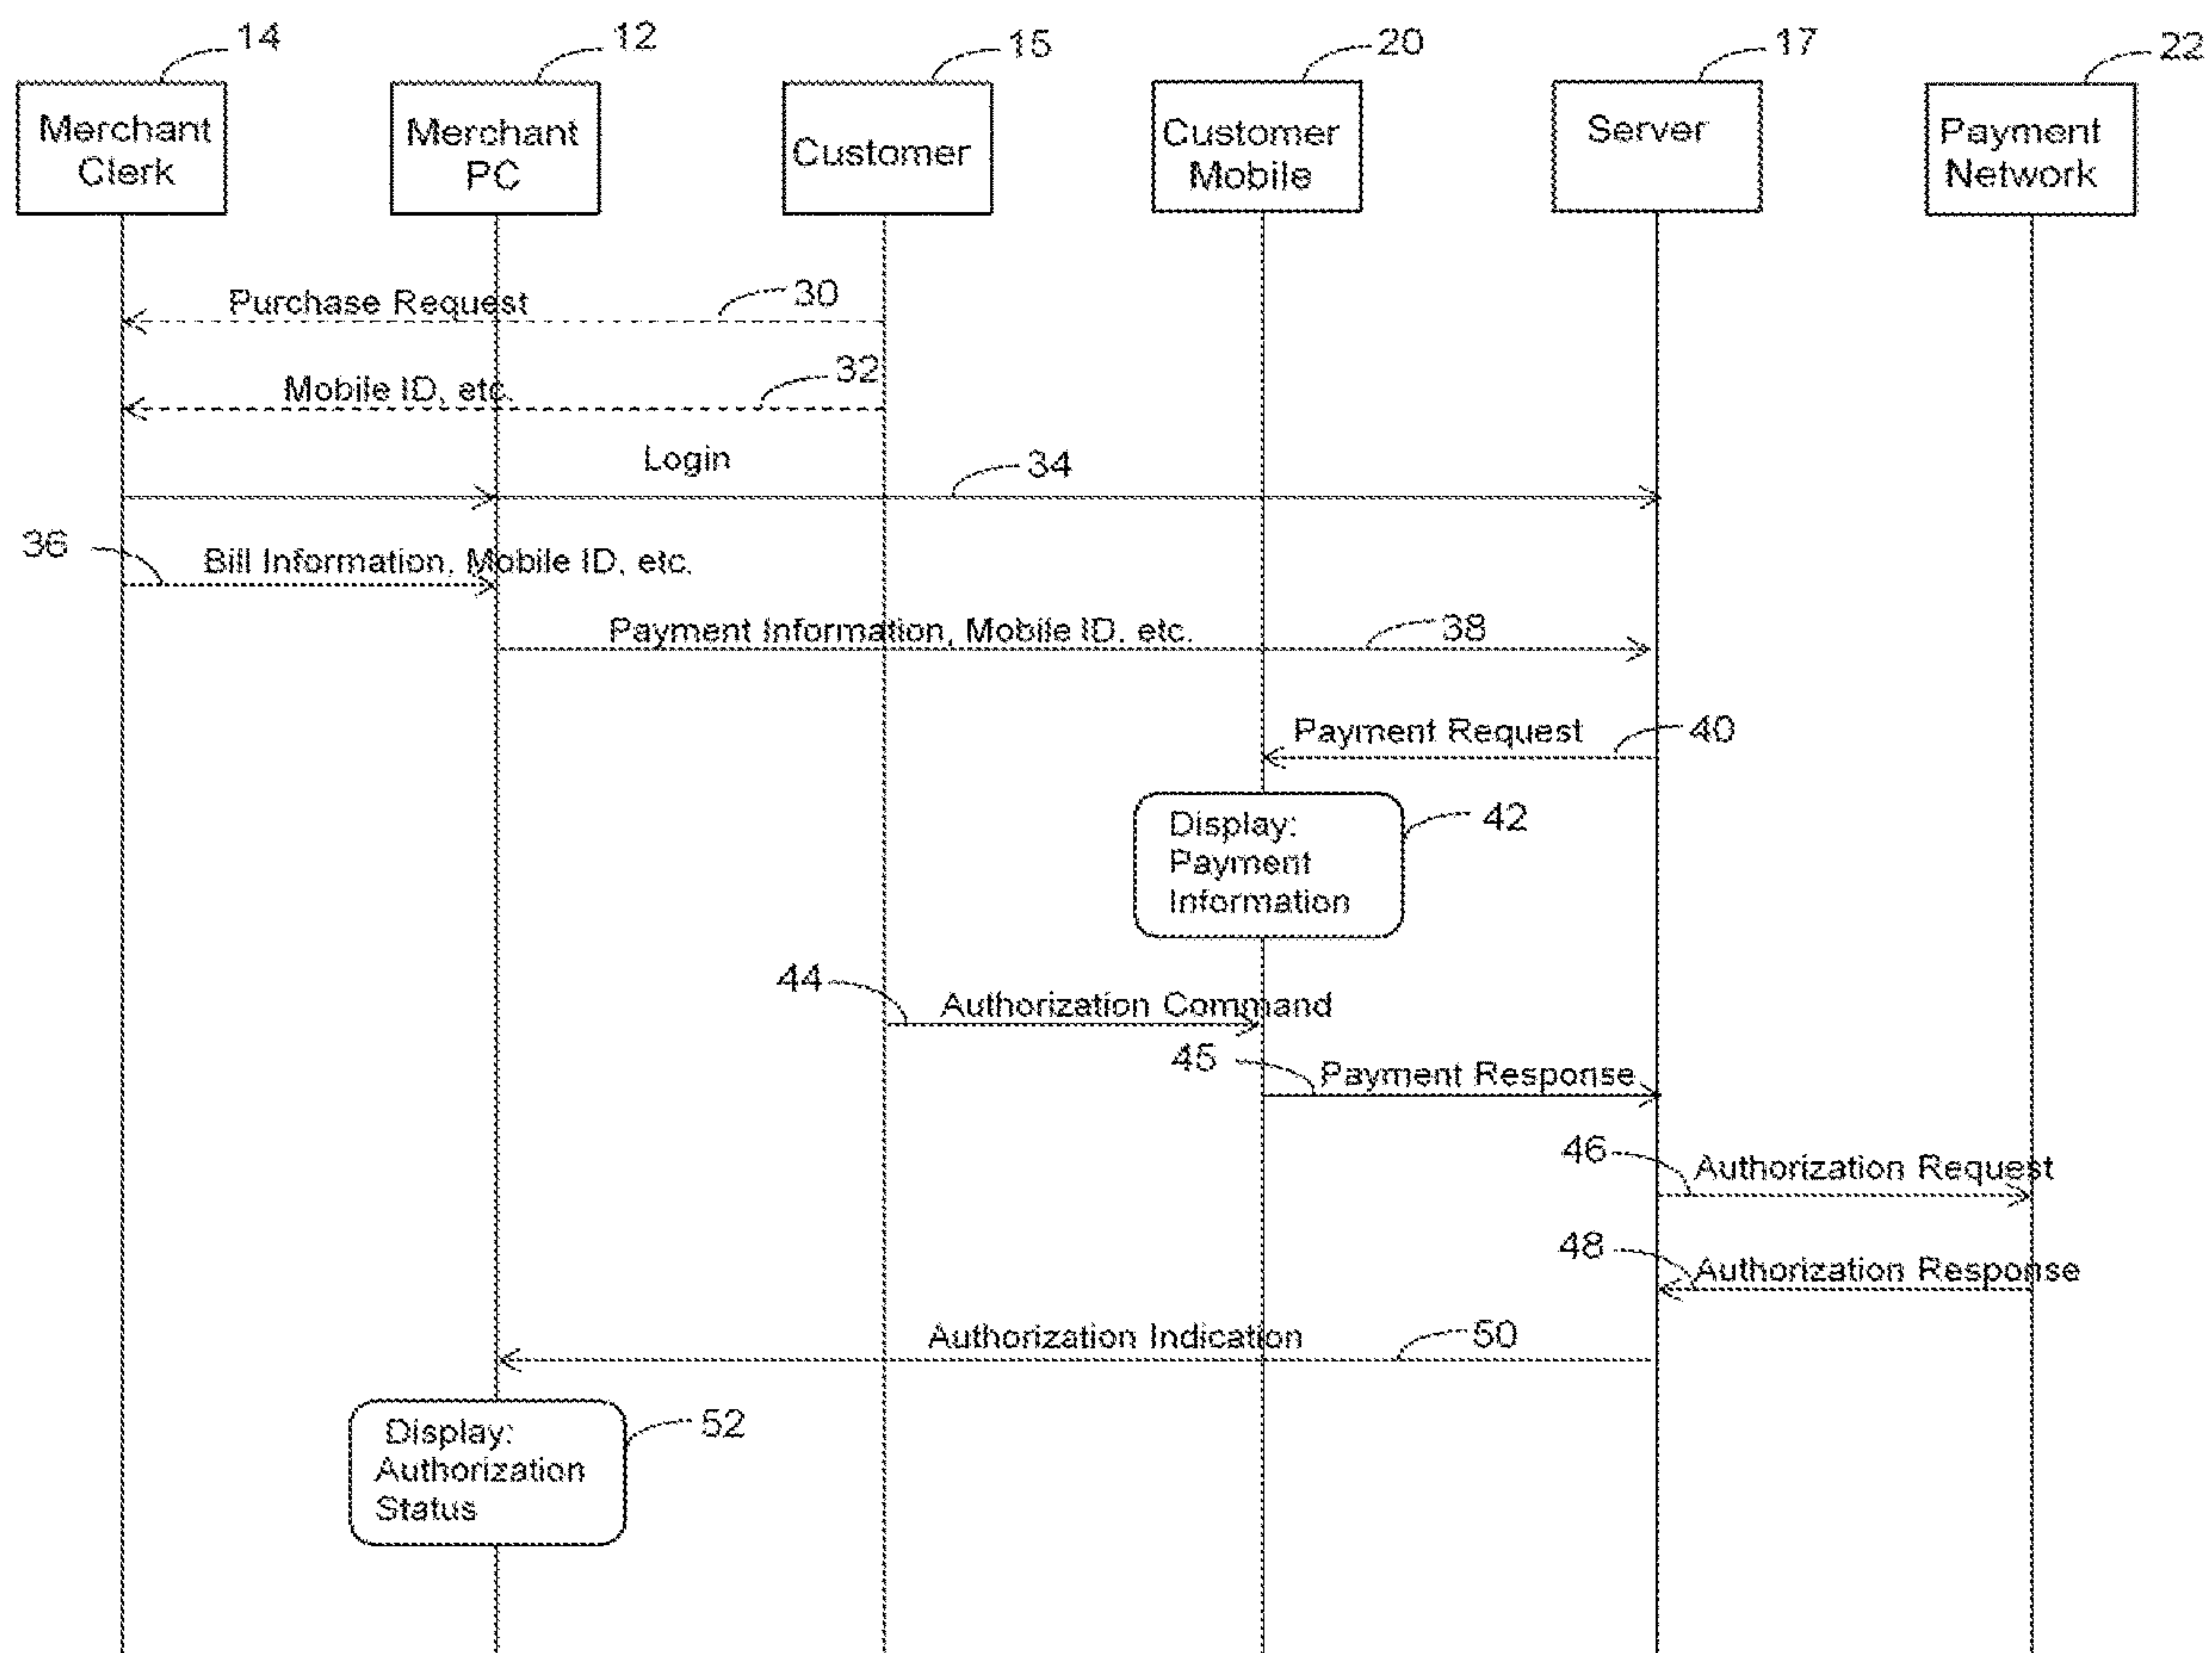 14
12
15
20
17
22
Merchant
Clerk
Merchant
PC
Customer
Customer
Mobile
Server
Payment
Network
Purchase Request
30
Mobile ID, etc.
32
Login
34
36
Bill Information, Mobile ID, etc.
Payment Information, Mobile ID, etc.
38
Payment Request
40
Display:
Payment
Information
42
44
Authorization Command
45
Payment Response
46
Authorization Request
48
Authorization Response
Authorization Indication
50
Display:
Authorization
Status
52